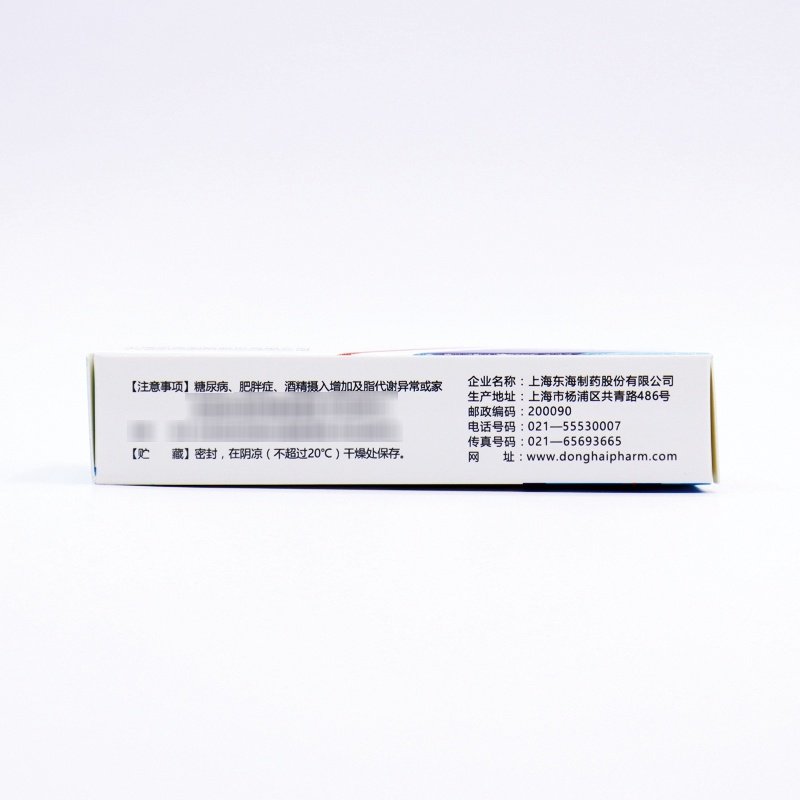 【注意事项】糖尿病、肥胖症、酒精摄入增加及脂代谢异常或家
【贮 藏】密封，在阴凉（不超过20℃）干燥处保存。
企业名称：上海东海制药股份有限公司
生产地址：上海市杨浦区共青路486号
邮政编码：200090
电话号码：021—55530007
传真号码：021—65693665
网 址：www.donghaipharm.com